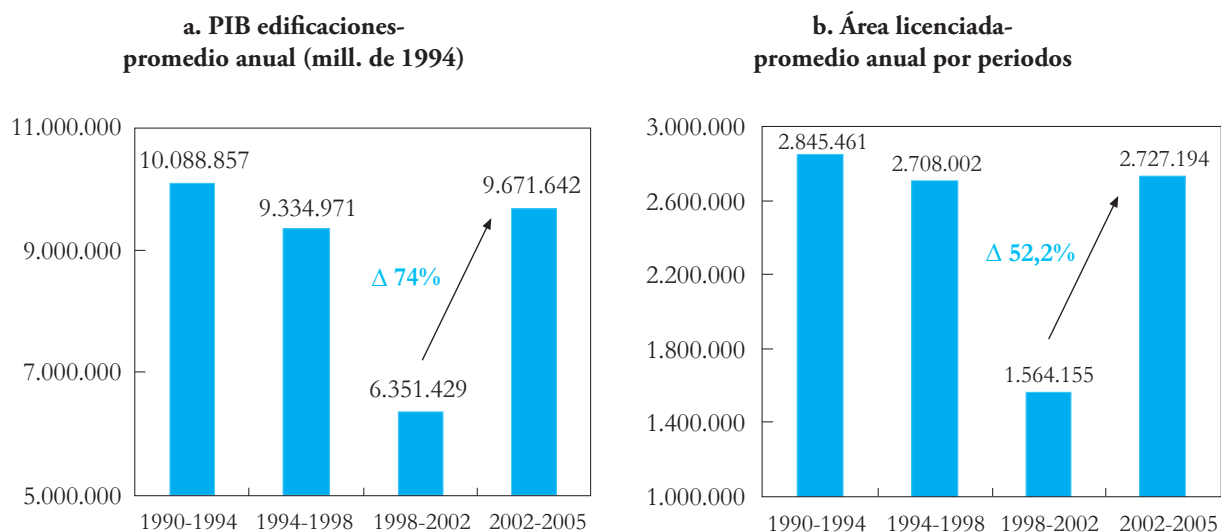 a. PIB edificaciones-
promedio anual (mill. de 1994)
11.000.000
9.000.000
7.000.000
5.000.000
10.088.857
9.334.971
6.351.429
9.671.642
Δ 74%
1990-1994 1994-1998 1998-2002 2002-2005
b. Área licenciada-
promedio anual por periodos
3.000.000
2.600.000
2.200.000
1.800.000
1.400.000
1.000.000
2.845.461
2.708.002
1.564.155
2.727.194
Δ 52,2%
1990-1994 1994-1998 1998-2002 2002-2005